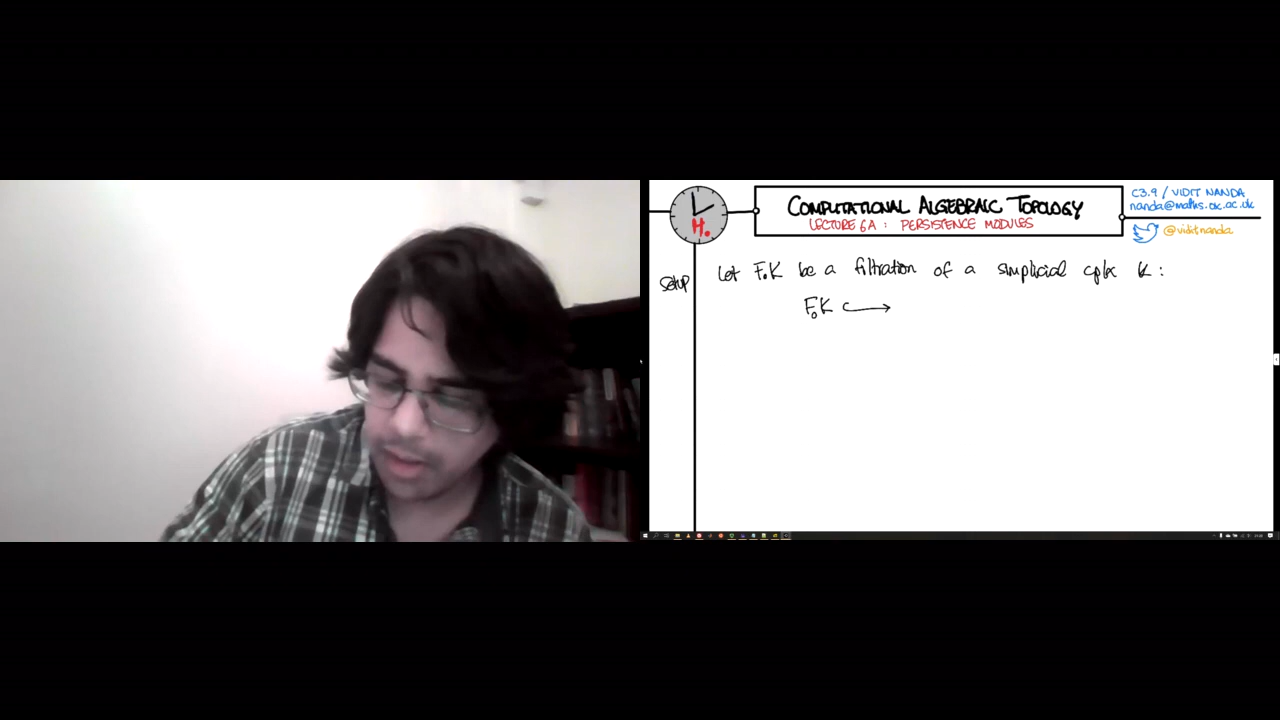 COMPUTATIONAL ALGEBRAIC TOPOLOGY
LECTURE 6A : PERSISTENCE MODULES
C3.9 / VIDIT NANDA
nanda@maths.ox.ac.uk
@viditnanda
H.
Setup
Let F•K be a filtration of a simplicial cplx K :
F₀K ↪